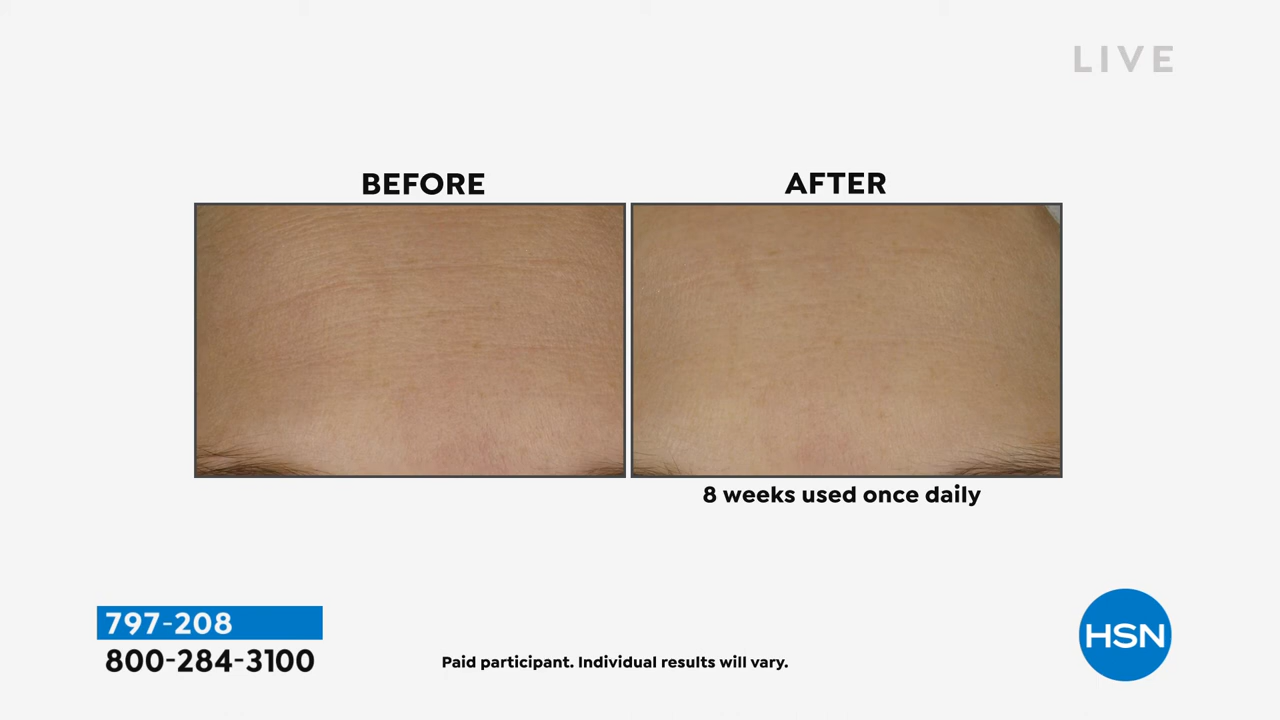 LIVE
BEFORE
AFTER
8 weeks used once daily
797-208
800-284-3100
Paid participant. Individual results will vary.
HSN